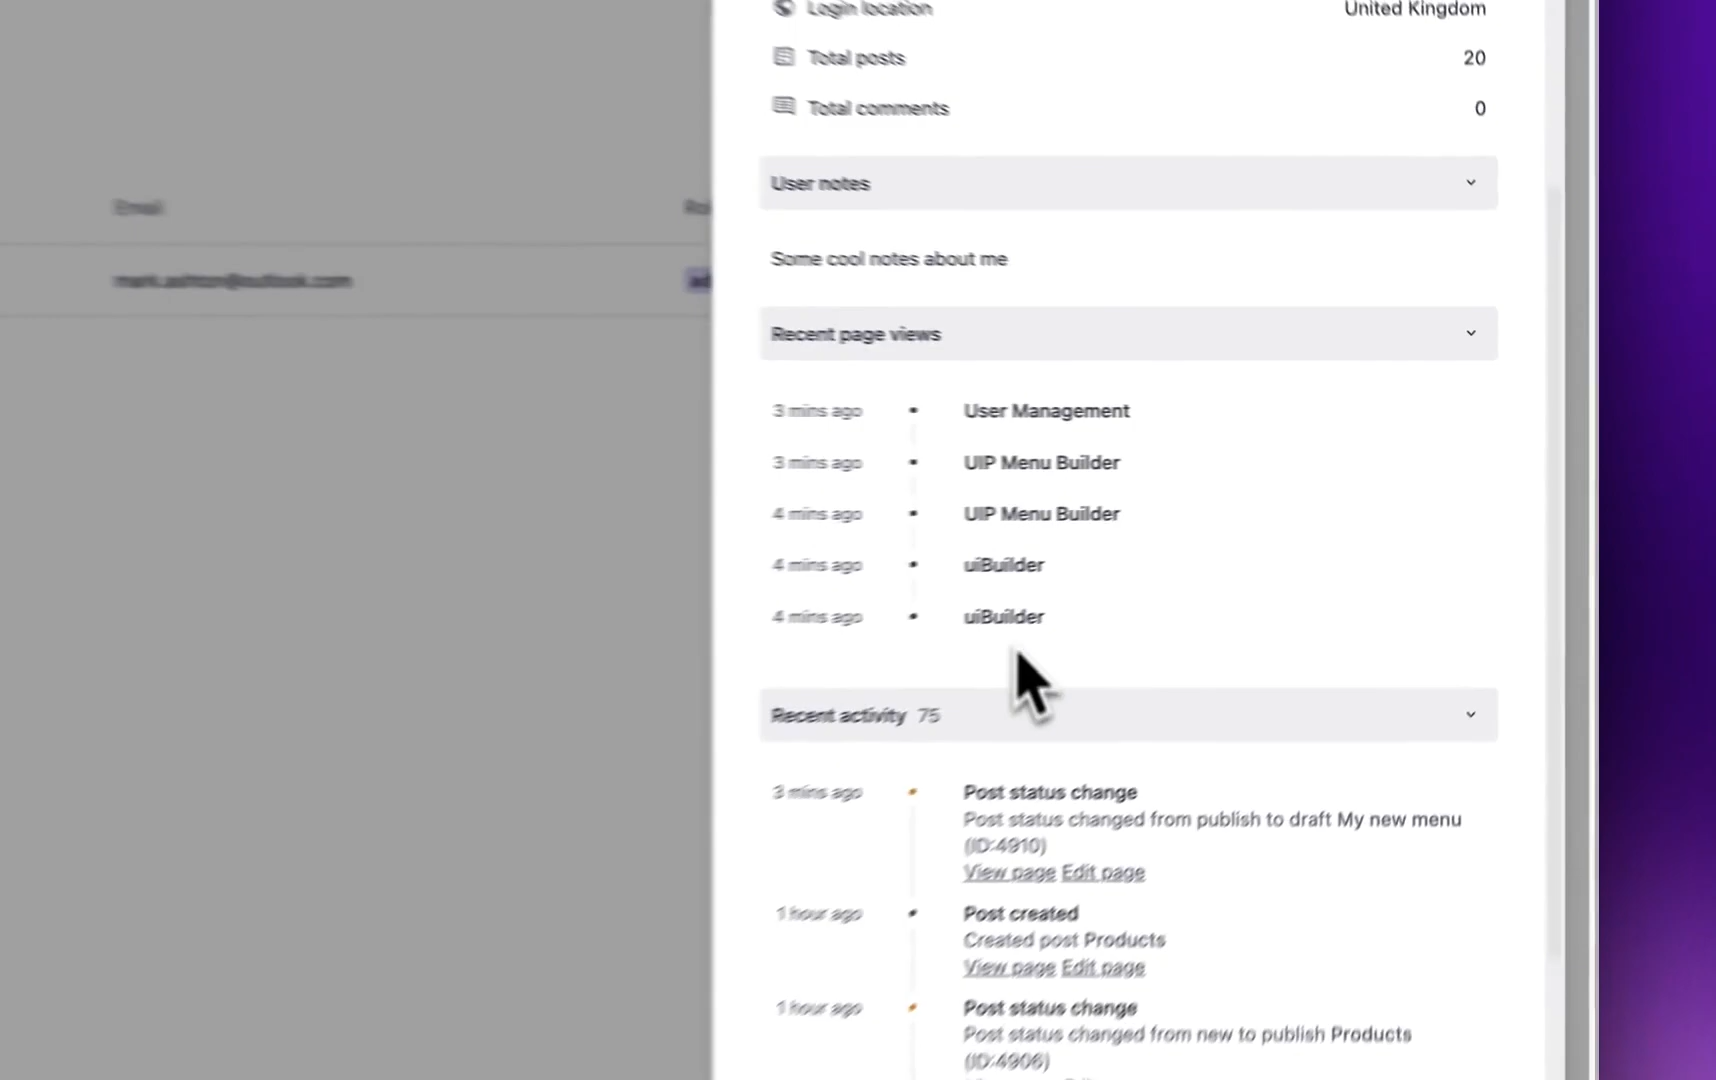 Login location United Kingdom
Total posts 20
Total comments 0
Email
User notes
mark.ashton@outlook.com
Some cool notes about me
Recent page views
3 mins ago User Management
3 mins ago UIP Menu Builder
4 mins ago UIP Menu Builder
4 mins ago uiBuilder
4 mins ago uiBuilder
Recent activity 75
3 mins ago Post status change
Post status changed from publish to draft My new menu
(ID:4910)
View page Edit page
1 hour ago Post created
Created post Products
View page Edit page
1 hour ago Post status change
Post status changed from new to publish Products
(ID:4906)